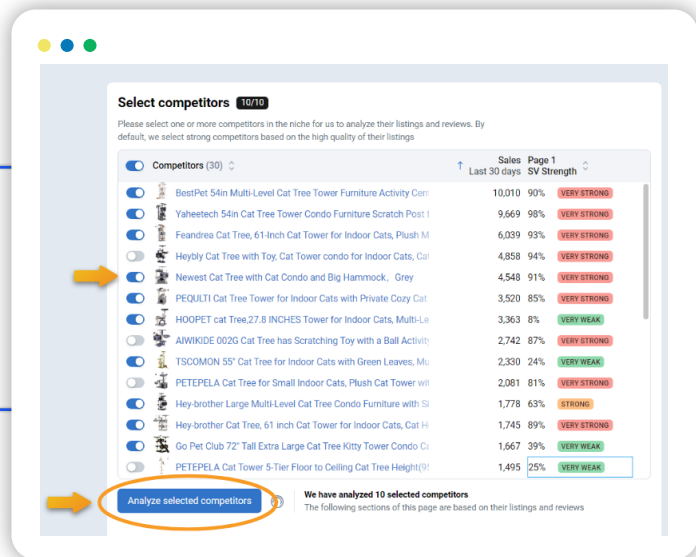 Select competitors 10/10
Please select one or more competitors in the niche for us to analyze their listings and reviews. By
default, we select strong competitors based on the high quality of their listings
Competitors (30) Sales Page 1
Last 30 days SV Strength
BestPet 54in Multi-Level Cat Tree Tower Furniture Activity Cen 10,010 90% VERY STRONG
Yaheetech 54in Cat Tree Tower Condo Furniture Scratch Post 9,669 98% VERY STRONG
Feandrea Cat Tree, 61-Inch Cat Tower for Indoor Cats, Plush M 6,039 93% VERY STRONG
Heybly Cat Tree with Toy, Cat Tower condo for Indoor Cats, Cat 4,858 94% VERY STRONG
Newest Cat Tree with Cat Condo and Big Hammock, Grey 4,548 91% VERY STRONG
PEQULTI Cat Tree Tower for Indoor Cats with Private Cozy Cat 3,520 85% VERY STRONG
HOOPET cat Tree,27.8 INCHES Tower for Indoor Cats, Multi-Le 3,363 8% VERY WEAK
AIWIKIDE 002G Cat Tree has Scratching Toy with a Ball Activity 2,742 87% VERY STRONG
TSCOMON 55" Cat Tree for Indoor Cats with Green Leaves, Mu 2,330 24% VERY WEAK
PETEPELA Cat Tree for Small Indoor Cats, Plush Cat Tower wit 2,081 81% VERY STRONG
Hey-brother Large Multi-Level Cat Tree Condo Furniture with Si 1,778 63% STRONG
Hey-brother Cat Tree, 61 inch Cat Tower for Indoor Cats, Cat H 1,745 89% VERY STRONG
Go Pet Club 72" Tall Extra Large Cat Tree Kitty Tower Condo Ca 1,667 39% VERY WEAK
PETEPELA Cat Tower 5-Tier Floor to Ceiling Cat Tree Height(95 1,495 25% VERY WEAK
Analyze selected competitors We have analyzed 10 selected competitors
The following sections of this page are based on their listings and reviews